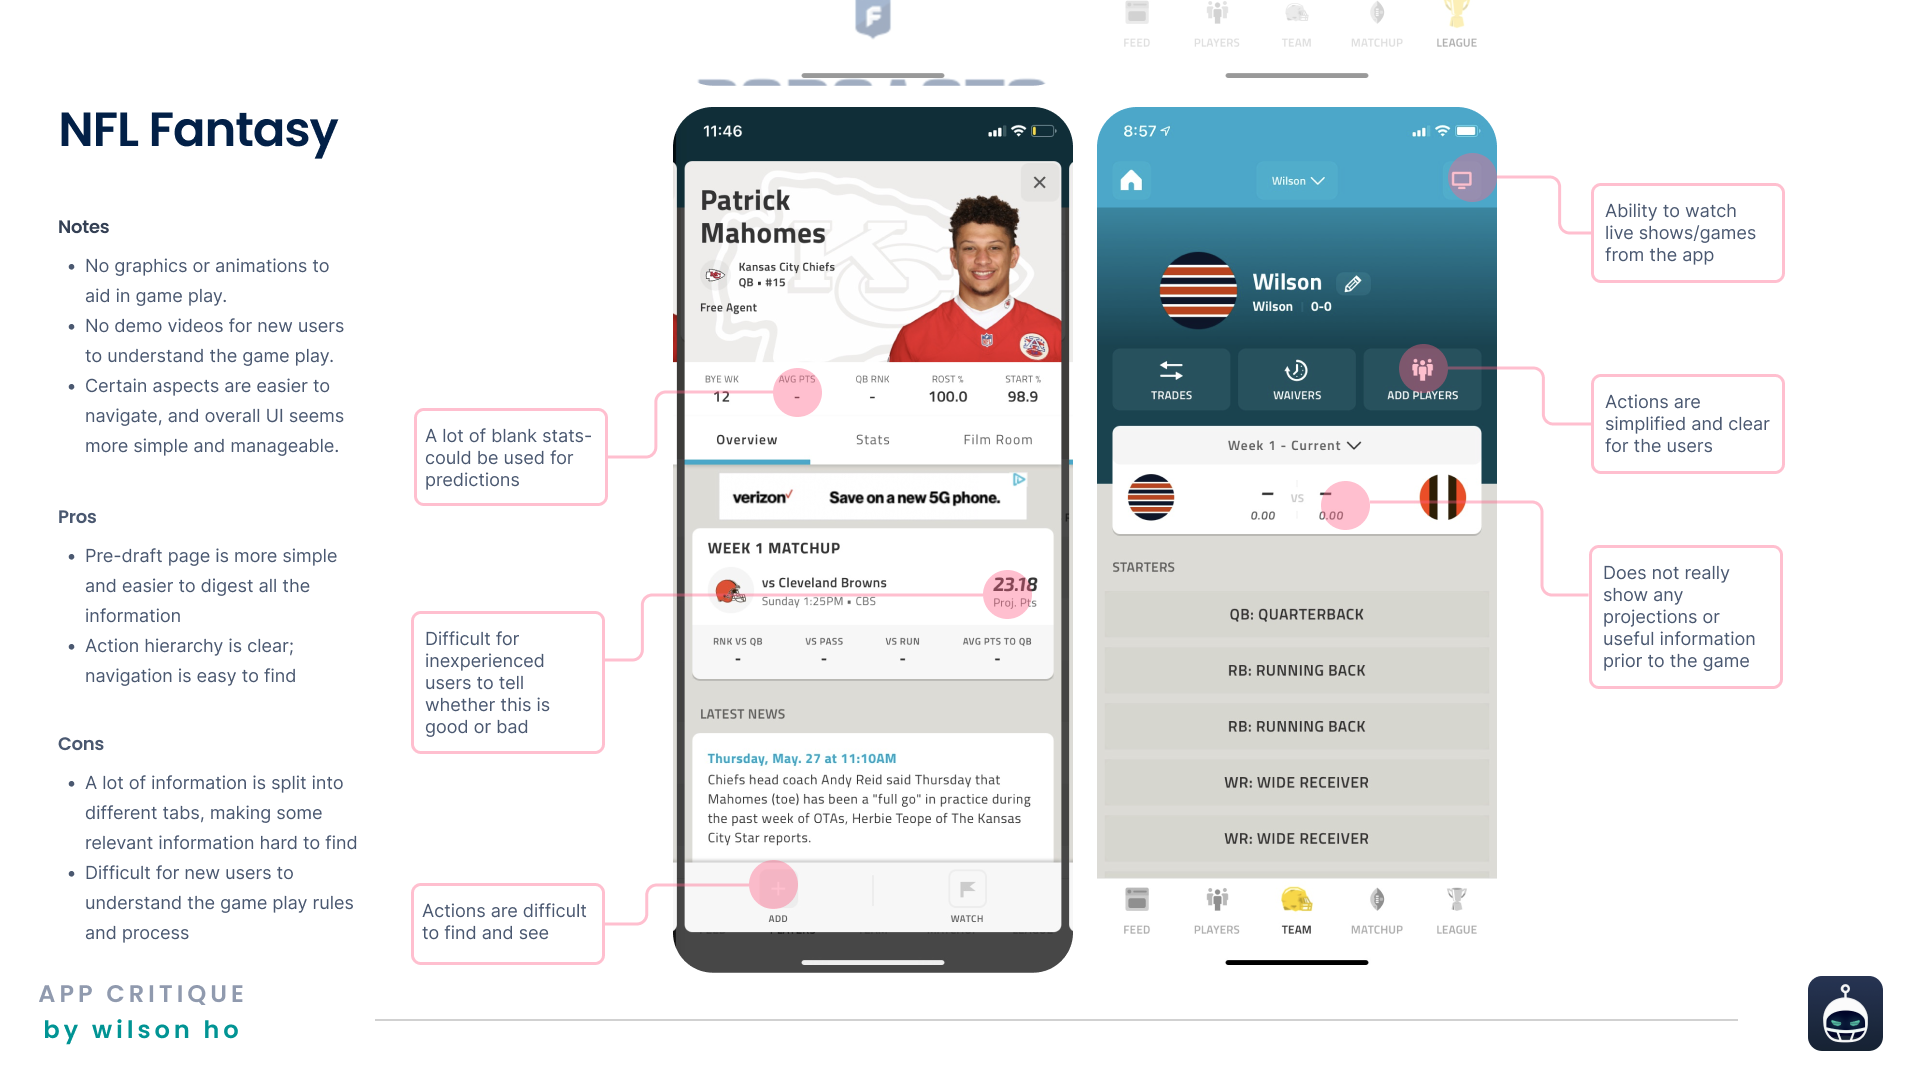 FEED PLAYERS TEAM MATCHUP LEAGUE
NFL Fantasy
Notes
• No graphics or animations to
aid in game play.
• No demo videos for new users
to understand the game play.
• Certain aspects are easier to
navigate, and overall UI seems
more simple and manageable.
Pros
• Pre-draft page is more simple
and easier to digest all the
information
• Action hierarchy is clear;
navigation is easy to find
Cons
• A lot of information is split into
different tabs, making some
relevant information hard to find
• Difficult for new users to
understand the game play rules
and process
APP CRITIQUE
by wilson ho
A lot of blank stats-
could be used for
predictions
Difficult for
inexperienced
users to tell
whether this is
good or bad
Actions are difficult
to find and see
11:46
Patrick
Mahomes
Kansas City Chiefs
QB • #15
Free Agent
BYE WK AVG PTS QB RNK ROST % START %
12 - - 100.0 98.9
Overview Stats Film Room
verizon✓ Save on a new 5G phone.
WEEK 1 MATCHUP
vs Cleveland Browns
Sunday 1:25PM • CBS
23.18
Proj. Pts
RNK VS QB VS PASS VS RUN AVG PTS TO QB
- - - -
LATEST NEWS
Thursday, May. 27 at 11:10AM
Chiefs head coach Andy Reid said Thursday that
Mahomes (toe) has been a "full go" in practice during
the past week of OTAs, Herbie Teope of The Kansas
City Star reports.
ADD WATCH
8:57
Wilson
Wilson
Wilson 0-0
TRADES WAIVERS ADD PLAYERS
Week 1 - Current
– VS –
0.00 0.00
STARTERS
QB: QUARTERBACK
RB: RUNNING BACK
RB: RUNNING BACK
WR: WIDE RECEIVER
WR: WIDE RECEIVER
FEED PLAYERS TEAM MATCHUP LEAGUE
Ability to watch
live shows/games
from the app
Actions are
simplified and clear
for the users
Does not really
show any
projections or
useful information
prior to the game